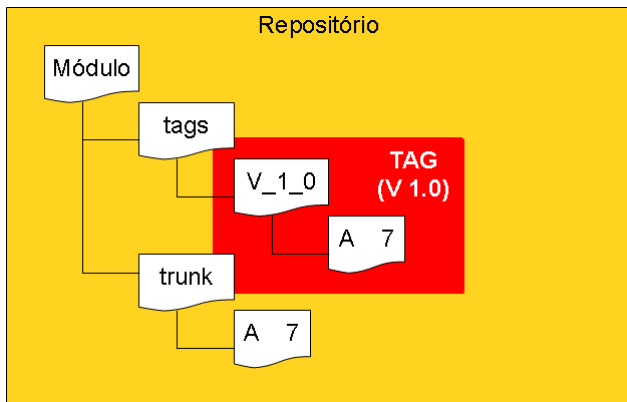 Repositório
Módulo
tags
TAG
(V 1.0)
V_1_0
A 7
trunk
A 7